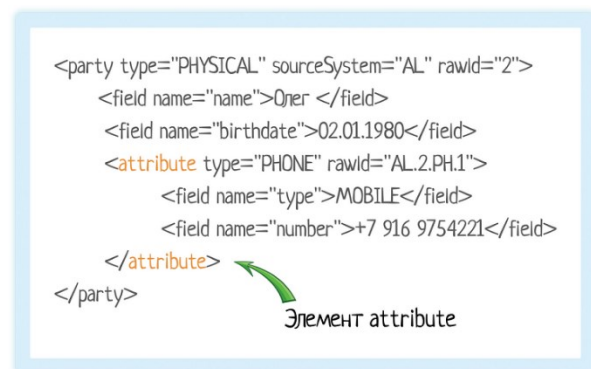 <party type="PHYSICAL" sourceSystem="AL" rawId="2">
<field name="name">Олег </field>
<field name="birthdate">02.01.1980</field>
<attribute type="PHONE" rawId="AL.2.PH.1">
<field name="type">MOBILE</field>
<field name="number">+7 916 9754221</field>
</attribute>
</party>
Элемент attribute